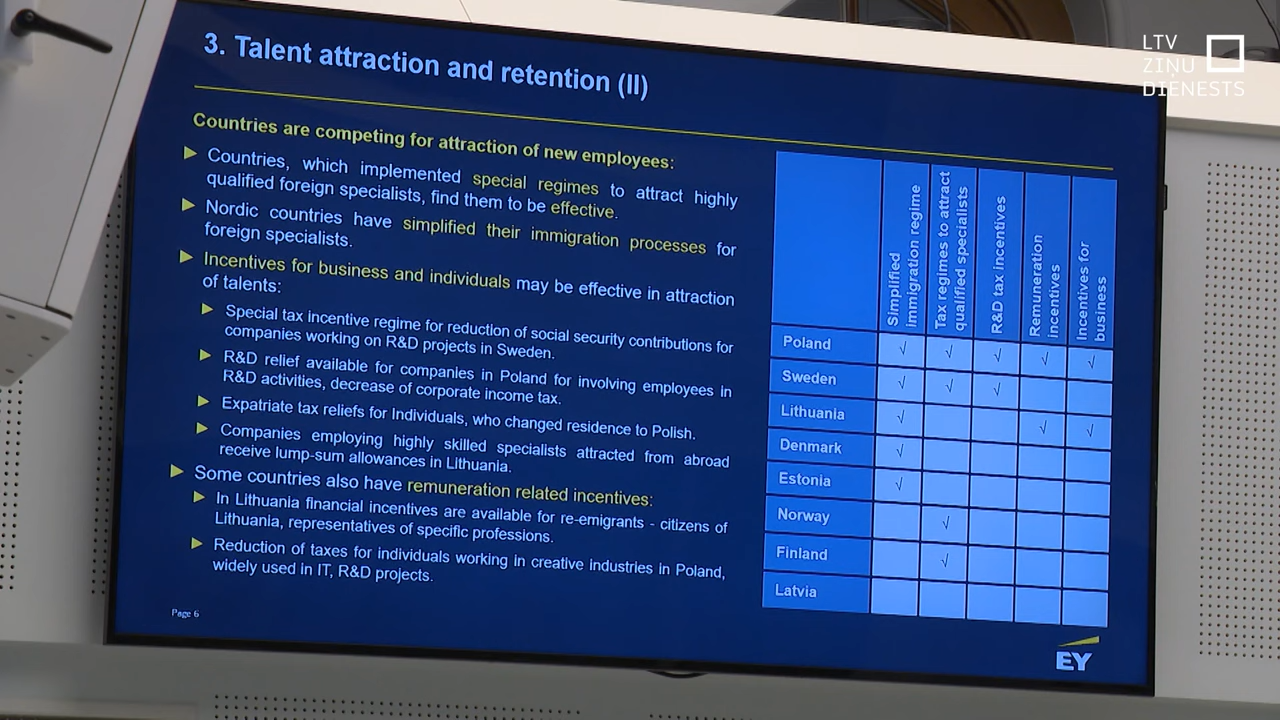 3. Talent attraction and retention (II)
Countries are competing for attraction of new employees:
Countries, which implemented special regimes to attract highly
qualified foreign specialists, find them to be effective.
Nordic countries have simplified their immigration processes for
foreign specialists.
Incentives for business and individuals may be effective in attraction
of talents:
Special tax incentive regime for reduction of social security contributions for
companies working on R&D projects in Sweden.
R&D relief available for companies in Poland for involving employees in
R&D activities, decrease of corporate income tax.
Expatriate tax reliefs for Individuals, who changed residence to Polish.
Companies employing highly skilled specialists attracted from abroad
receive lump-sum allowances in Lithuania.
Some countries also have remuneration related incentives:
In Lithuania financial incentives are available for re-emigrants - citizens of
Lithuania, representatives of specific professions.
Reduction of taxes for individuals working in creative industries in Poland,
widely used in IT, R&D projects.
Page 6
Simplified
immigration regime
Tax regimes to attract
qualified specialists
R&D tax incentives
Remuneration
incentives
Incentives for
business
Poland √ √ √ √ √
Sweden √ √ √
Lithuania √ √ √
Denmark √
Estonia √
Norway √
Finland √
Latvia
EY
LTV
ZIŅU
DIENESTS